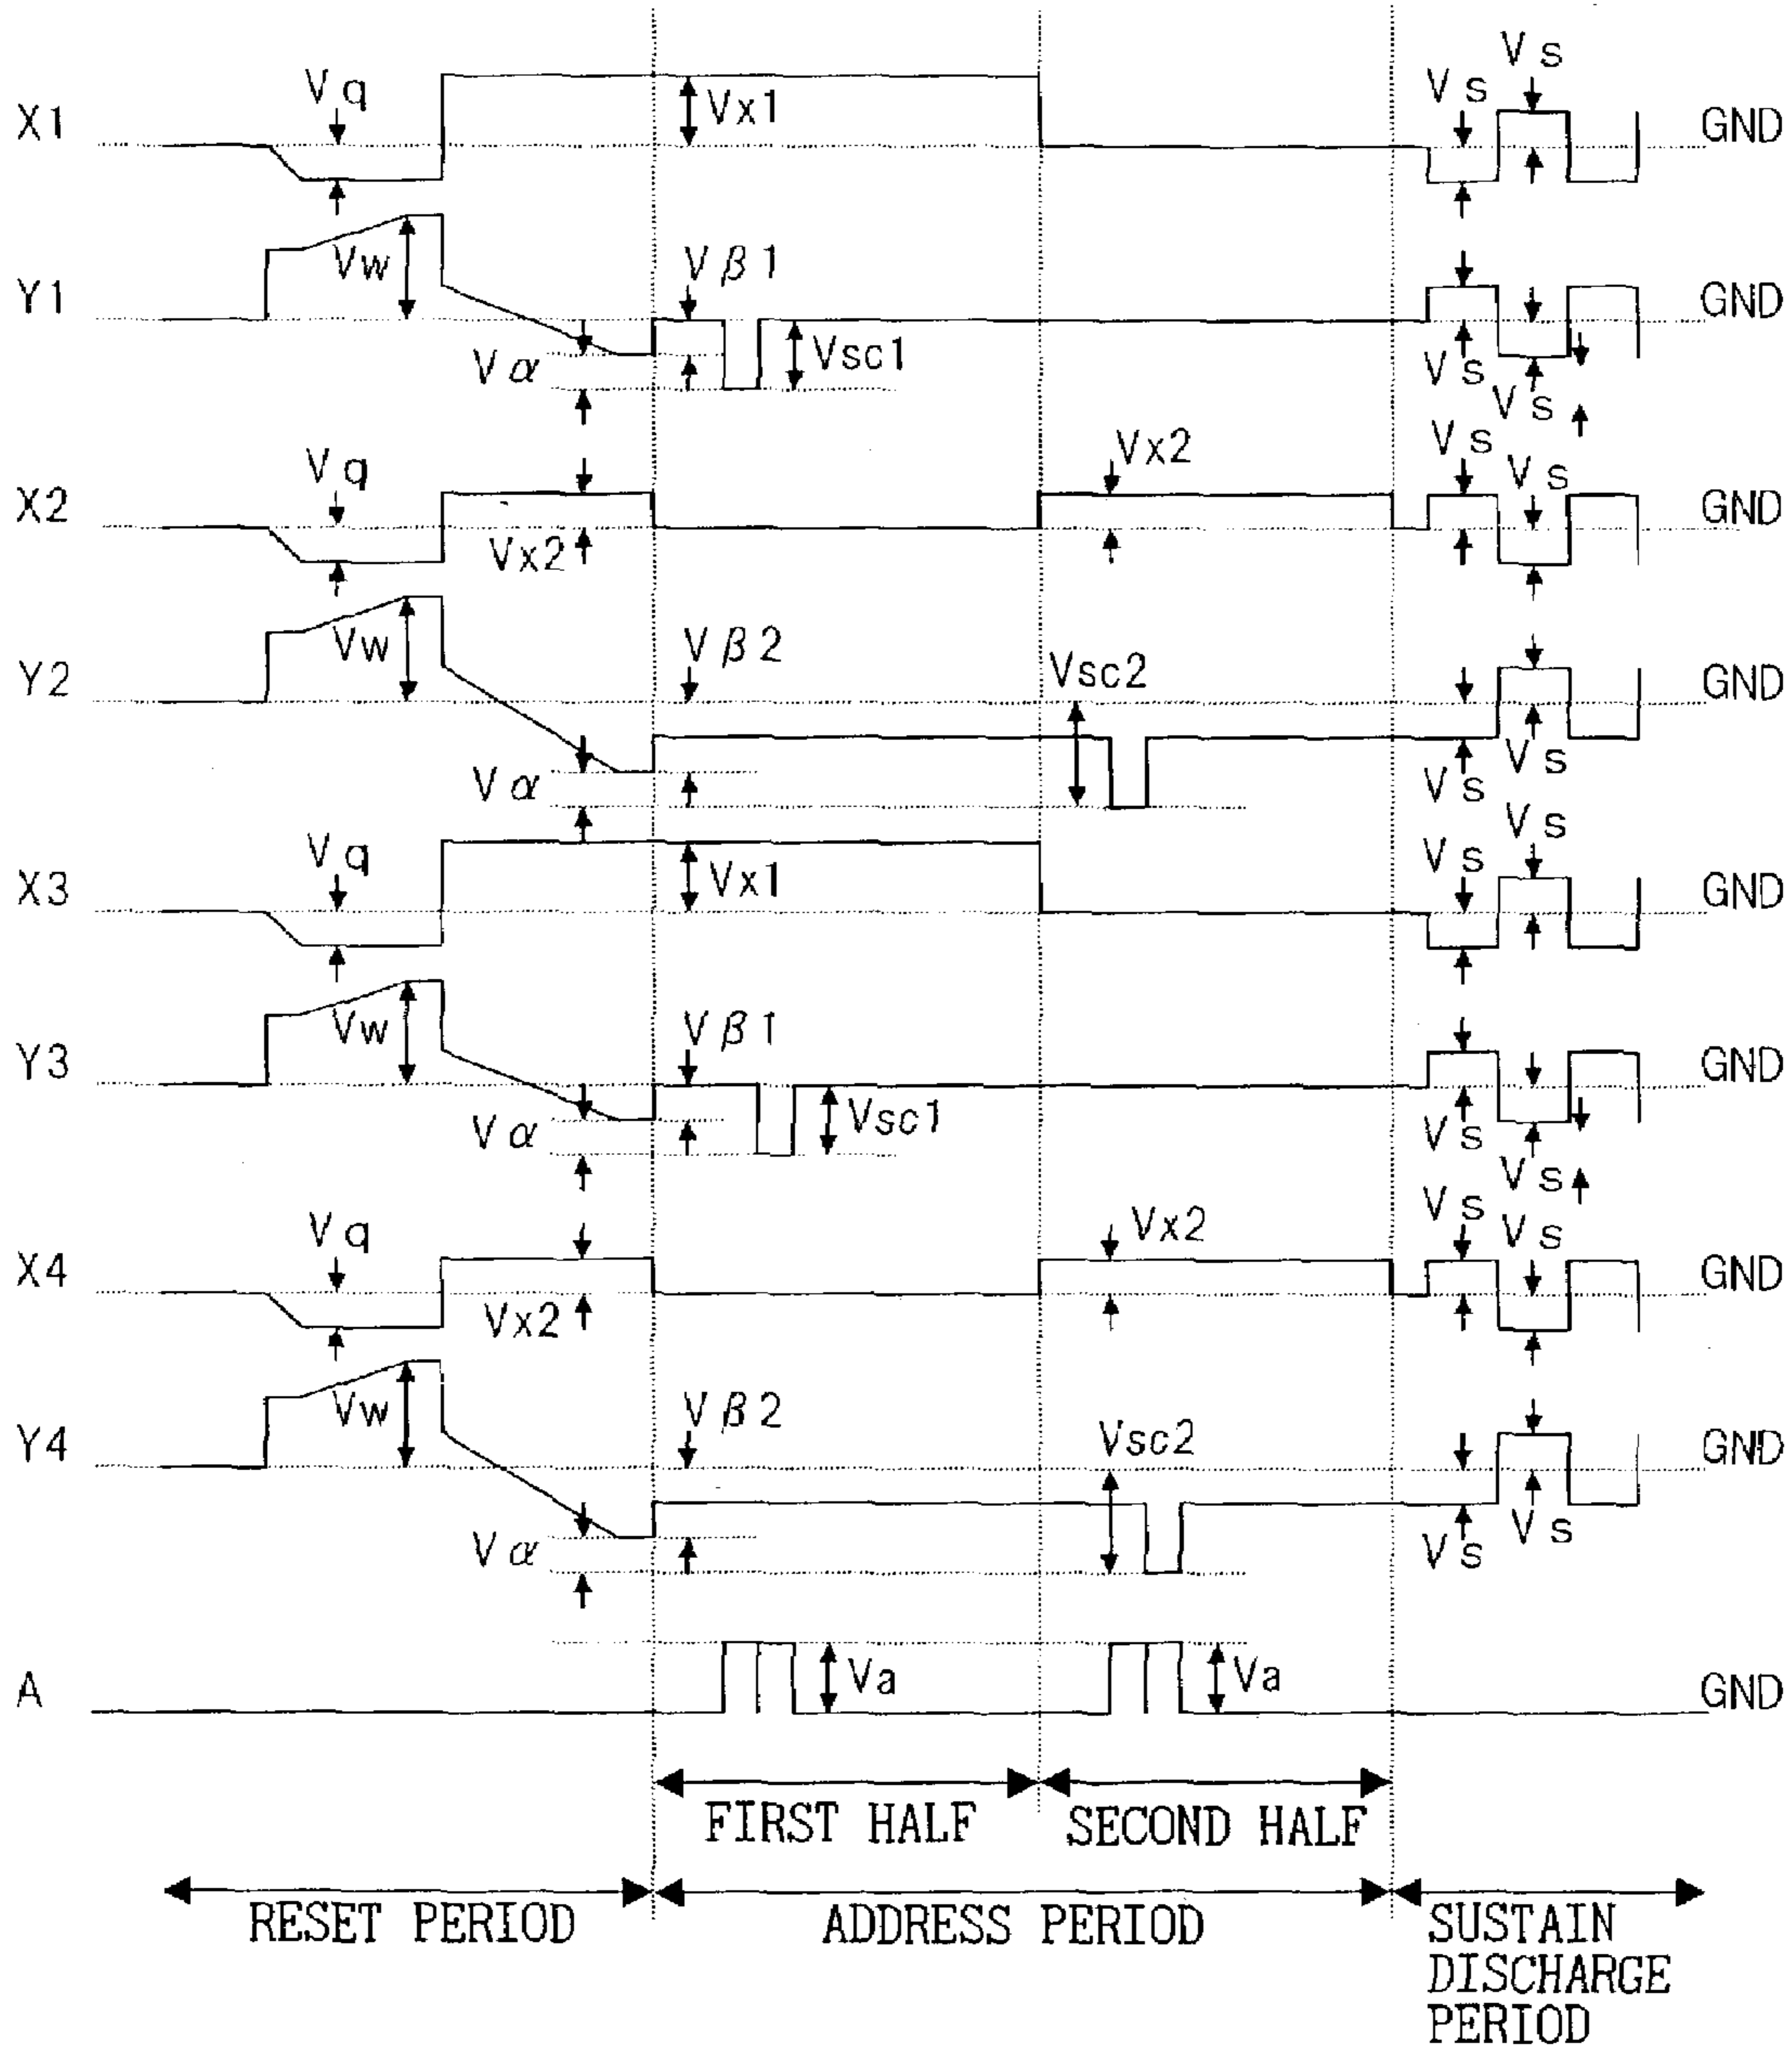 Vs
Vq Vs
X1 Vx1 GND
Vw Vβ1
Y1 GND
Vα Vsc1 Vs
Vs
Vq Vx2 Vs
X2 Vs GND
Vx2
Vw Vβ2
Y2 Vsc2 GND
Vα Vs
Vs
Vq Vs
X3 Vx1 Vs GND
Vw Vβ1
Y3 GND
Vα Vsc1 Vs
Vs
Vq Vx2 Vs
X4 Vs GND
Vx2
Vw Vβ2
Y4 Vsc2 GND
Vα Vs
Vs
A Va Va GND
FIRST HALF SECOND HALF
RESET PERIOD ADDRESS PERIOD SUSTAIN
DISCHARGE
PERIOD